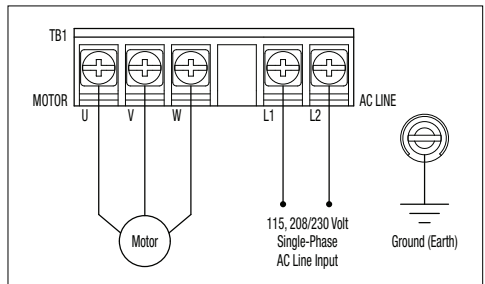 TB1
MOTOR
U
V
W
L1
L2
AC LINE
Motor
115, 208/230 Volt
Single-Phase
AC Line Input
Ground (Earth)